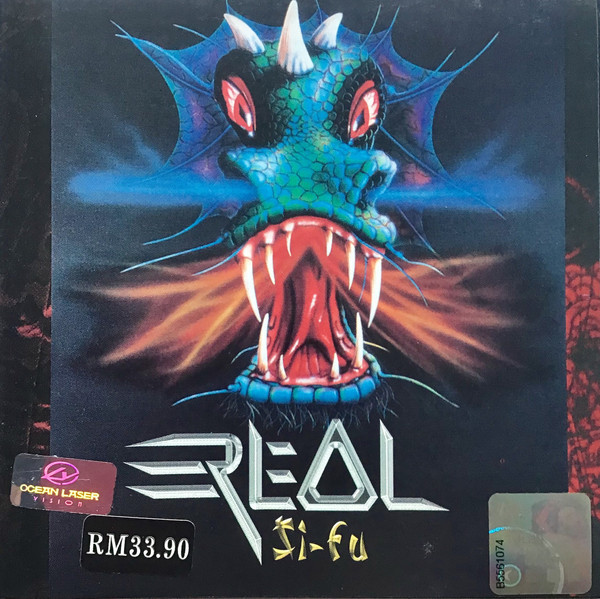 REAL
Si-fu
OCEAN LASER
VISION
RM33.90
B5561074